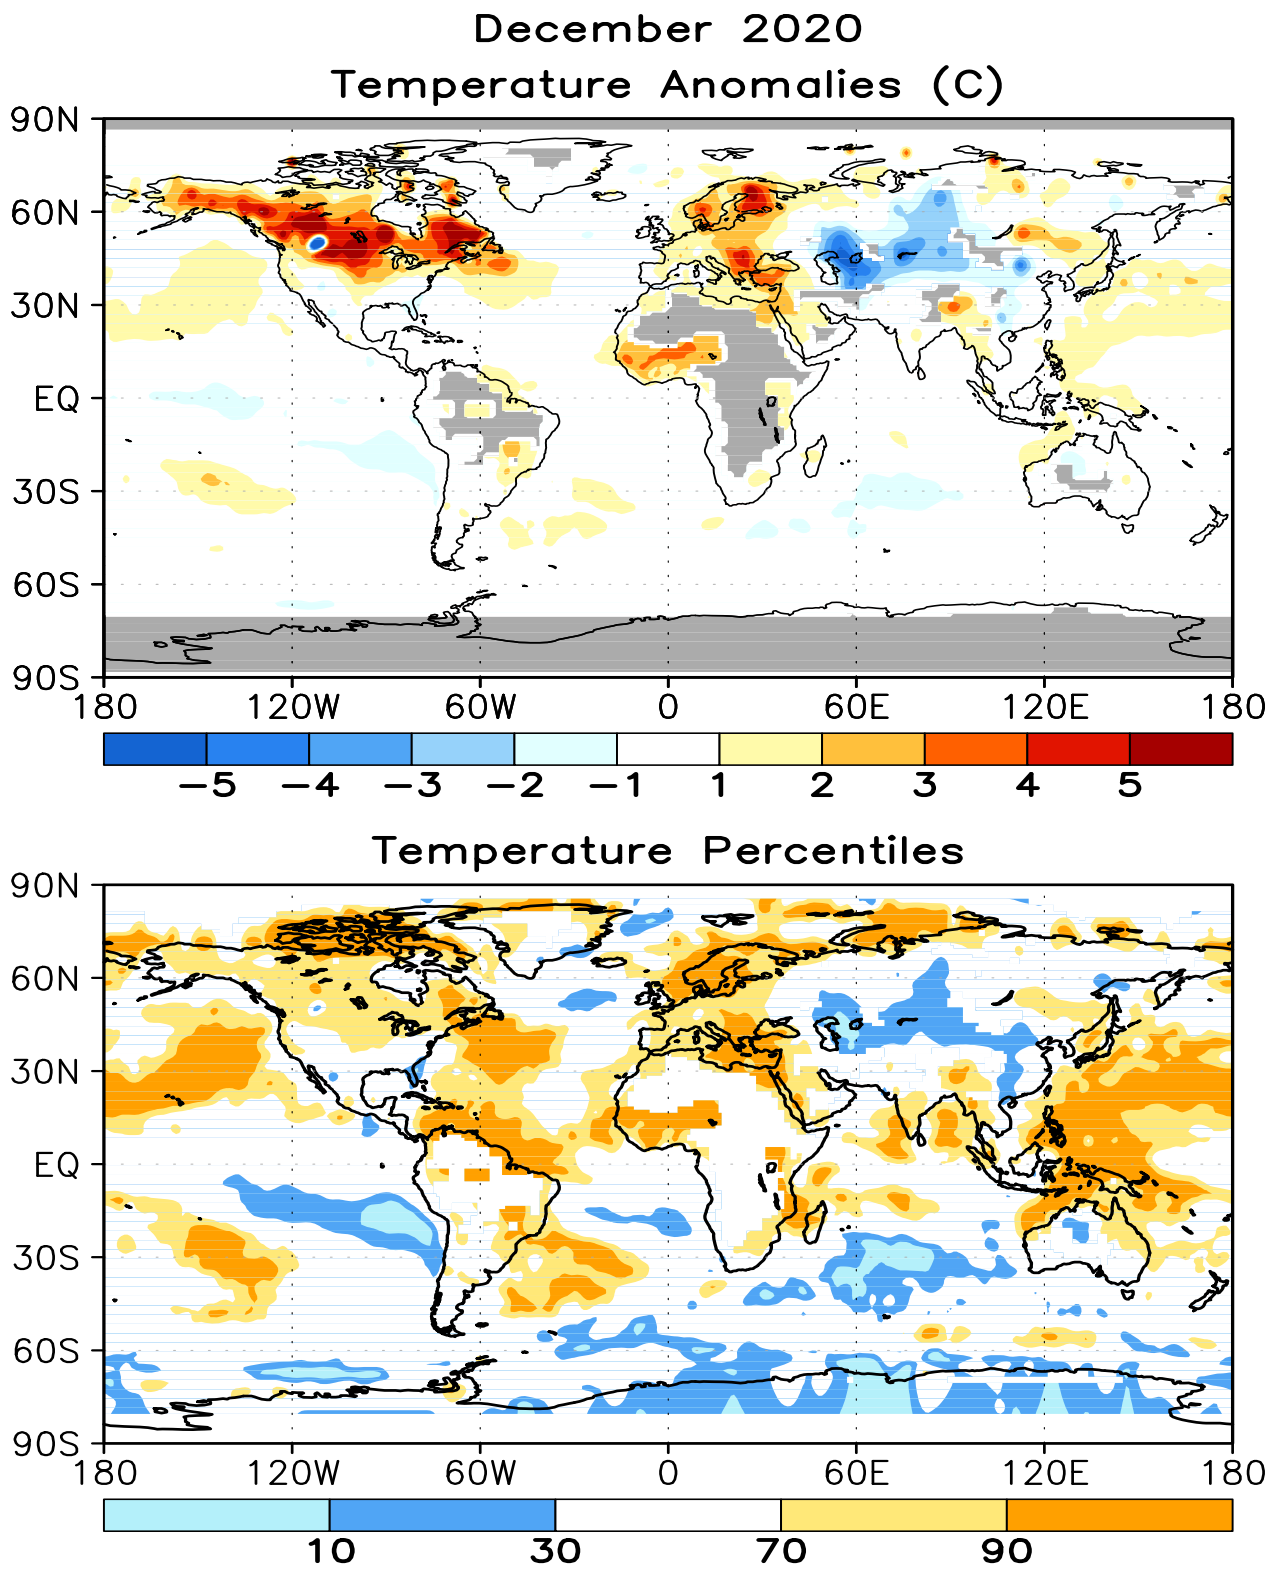 December 2020
Temperature Anomalies (C)
90N
60N
30N
EQ
30S
60S
90S
180 120W 60W 0 60E 120E 180
−5 −4 −3 −2 −1 1 2 3 4 5
Temperature Percentiles
90N
60N
30N
EQ
30S
60S
90S
180 120W 60W 0 60E 120E 180
10 30 70 90